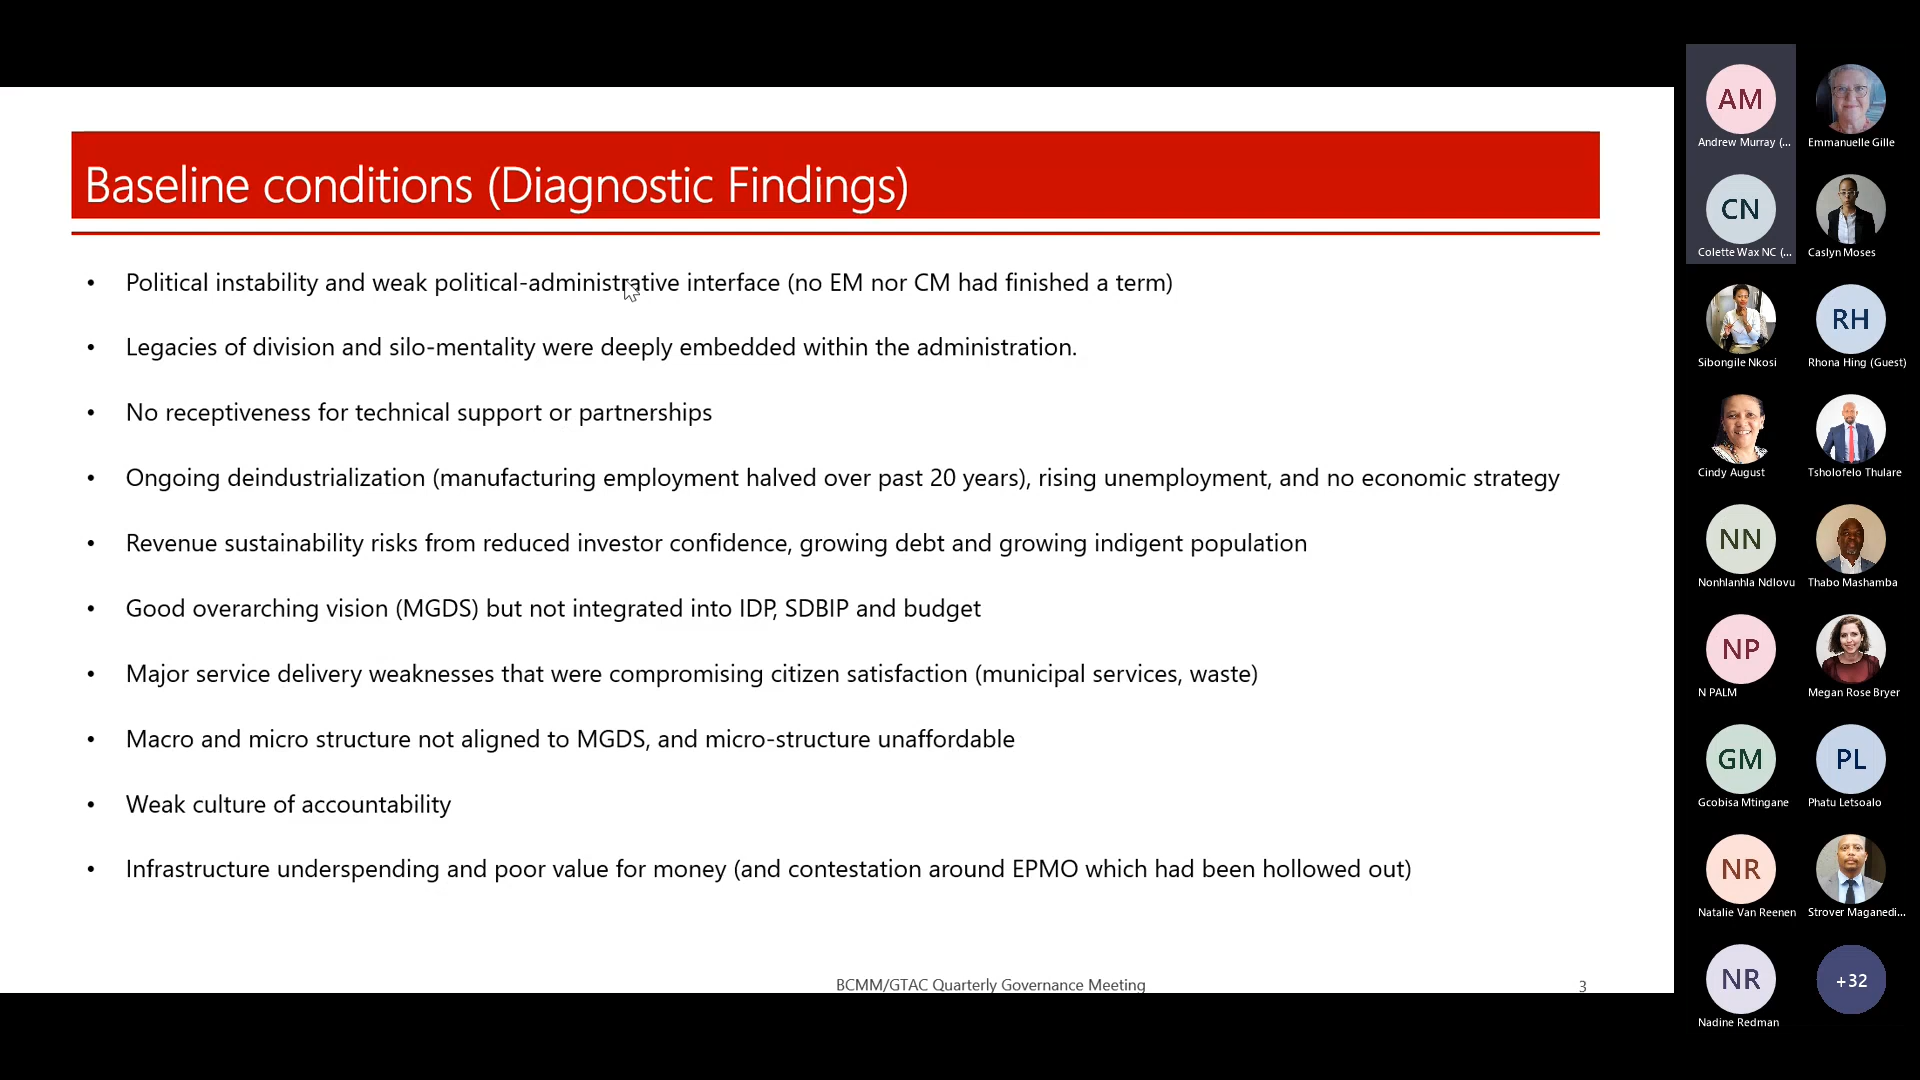 Baseline conditions (Diagnostic Findings)
• Political instability and weak political-administrative interface (no EM nor CM had finished a term)
• Legacies of division and silo-mentality were deeply embedded within the administration.
• No receptiveness for technical support or partnerships
• Ongoing deindustrialization (manufacturing employment halved over past 20 years), rising unemployment, and no economic strategy
• Revenue sustainability risks from reduced investor confidence, growing debt and growing indigent population
• Good overarching vision (MGDS) but not integrated into IDP, SDBIP and budget
• Major service delivery weaknesses that were compromising citizen satisfaction (municipal services, waste)
• Macro and micro structure not aligned to MGDS, and micro-structure unaffordable
• Weak culture of accountability
• Infrastructure underspending and poor value for money (and contestation around EPMO which had been hollowed out)
BCMM/GTAC Quarterly Governance Meeting
3
AM
Andrew Murray (...
Emmanuelle Gille
CN
Colette Wax NC (...
Caslyn Moses
Sibongile Nkosi
RH
Rhona Hing (Guest)
Cindy August
Tsholofelo Thulare
NN
Nonhlanhla Ndlovu
Thabo Mashamba
NP
N PALM
Megan Rose Bryer
GM
Gcobisa Mtingane
PL
Phatu Letsoalo
NR
Natalie Van Reenen
Strover Maganedi...
NR
Nadine Redman
+32